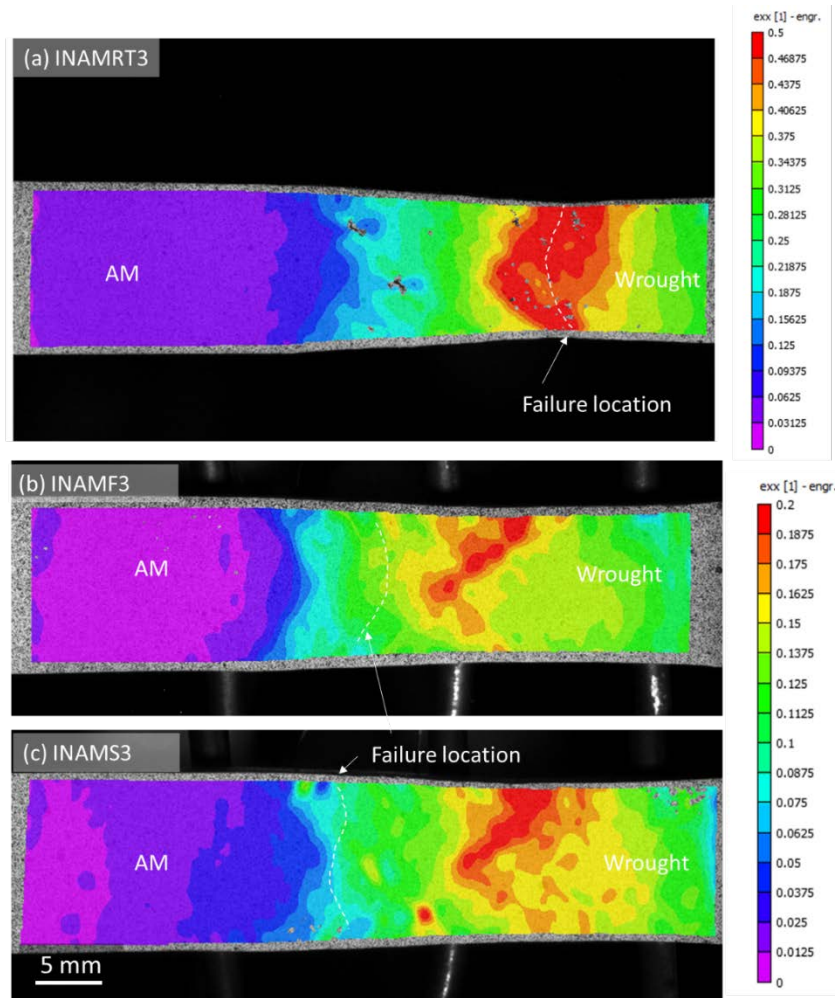 (a) INAMRT3
AM
Wrought
Failure location
exx [1] - engr.
0.5
0.46875
0.4375
0.40625
0.375
0.34375
0.3125
0.28125
0.25
0.21875
0.1875
0.15625
0.125
0.09375
0.0625
0.03125
0
(b) INAMF3
AM
Wrought
Failure location
(c) INAMS3
AM
Wrought
5 mm
exx [1] - engr.
0.2
0.1875
0.175
0.1625
0.15
0.1375
0.125
0.1125
0.1
0.0875
0.075
0.0625
0.05
0.0375
0.025
0.0125
0